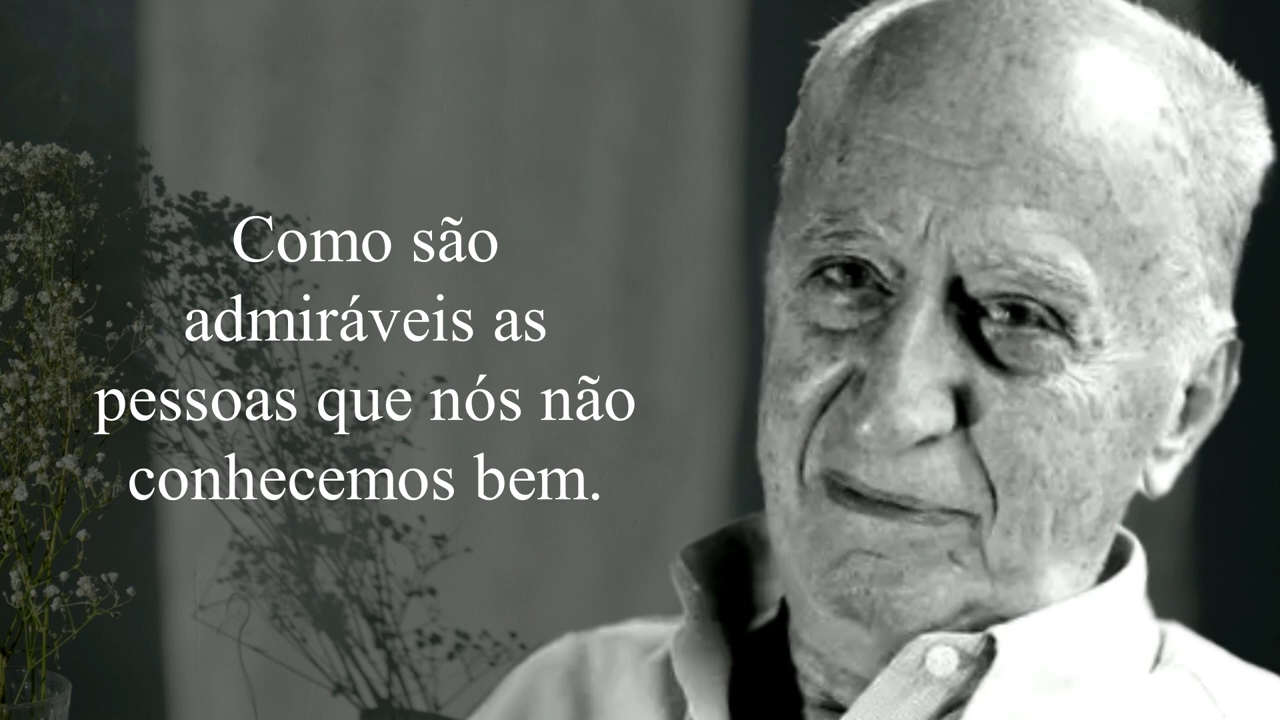 Como são
admiráveis as
pessoas que nós não
conhecemos bem.